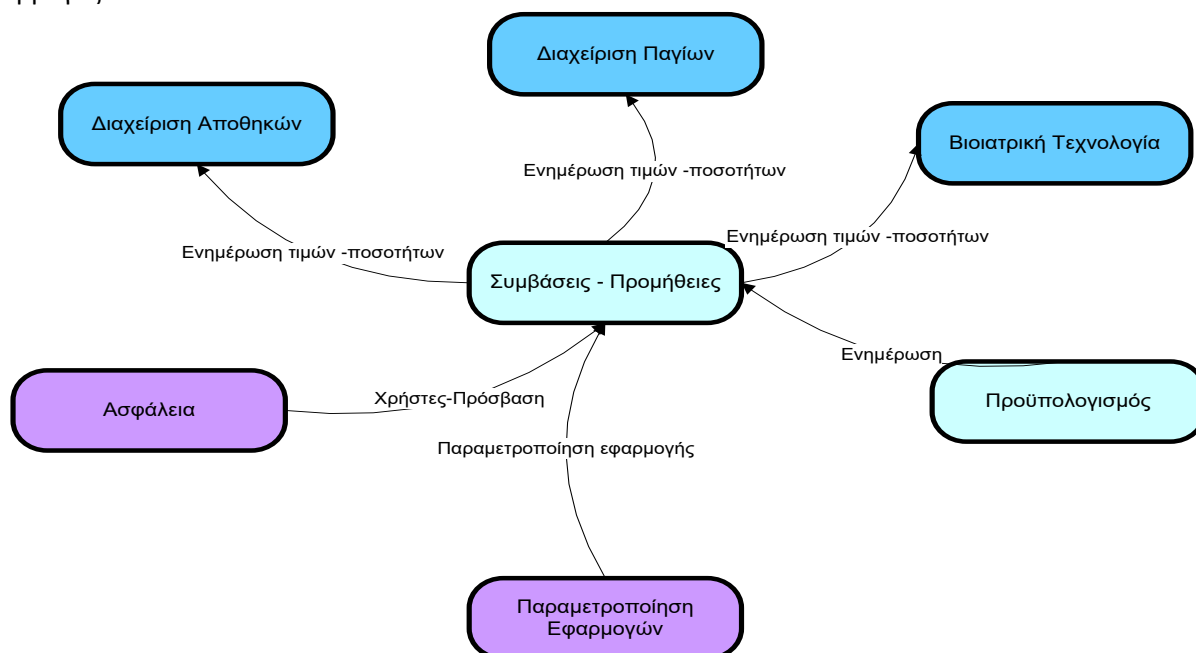 Διαχείριση Παγίων
Διαχείριση Αποθηκών
Βιοιατρική Τεχνολογία
Ενημέρωση τιμών -ποσοτήτων
Ενημέρωση τιμών -ποσοτήτων
Ενημέρωση τιμών -ποσοτήτων
Συμβάσεις - Προμήθειες
Ενημέρωση
Ασφάλεια
Χρήστες-Πρόσβαση
Προϋπολογισμός
Παραμετροποίηση εφαρμογής
Παραμετροποίηση
Εφαρμογών